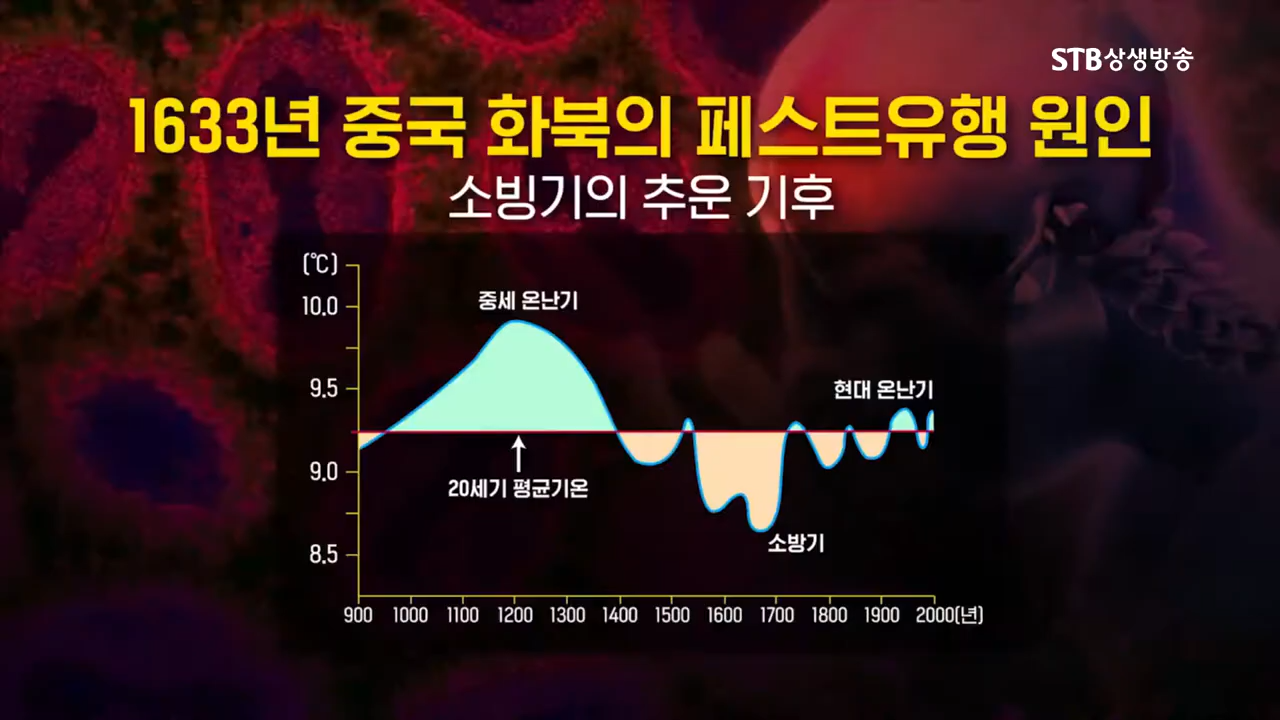 STB상생방송
1633년 중국 화북의 페스트유행 원인
소빙기의 추운 기후
(℃)
10.0
9.5
9.0
8.5
중세 온난기
현대 온난기
20세기 평균기온
소방기
900 1000 1100 1200 1300 1400 1500 1600 1700 1800 1900 2000(년)